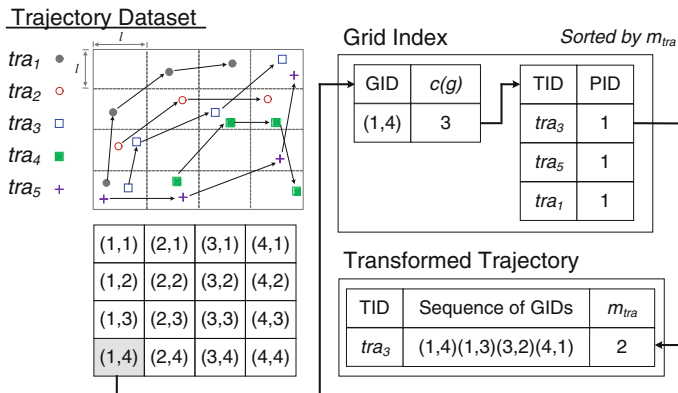 Trajectory Dataset
l
l
tra1
tra2
tra3
tra4
tra5
(1,1) (2,1) (3,1) (4,1)
(1,2) (2,2) (3,2) (4,2)
(1,3) (2,3) (3,3) (4,3)
(1,4) (2,4) (3,4) (4,4)
Grid Index
Sorted by mtra
GID c(g)
(1,4) 3
TID PID
tra3 1
tra5 1
tra1 1
Transformed Trajectory
TID Sequence of GIDs mtra
tra3 (1,4)(1,3)(3,2)(4,1) 2